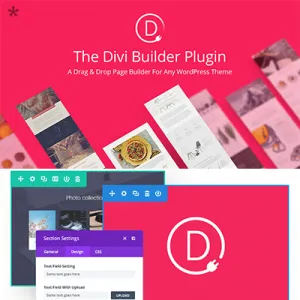 D
The Divi Builder Plugin
A Drag & Drop Page Builder For Any WordPress Theme
Photo collection
Section Settings
General
Design
CSS
Text Field Setting
Some text goes here
Text Field With Upload
Some text goes here
UPLOAD
D